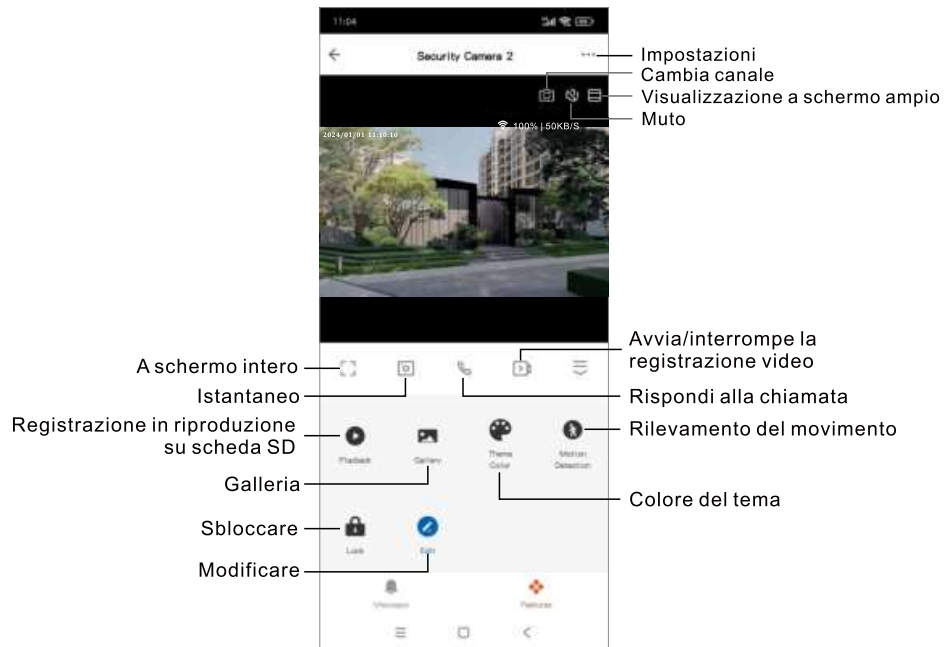 11:04
Security Camera 2
Impostazioni
Cambia canale
Visualizzazione a schermo ampio
Muto
100% | 50KB/S
2024/01/01 11:10:10
Avvia/interrompe la
registrazione video
A schermo intero
Istantaneo
Rispondi alla chiamata
Registrazione in riproduzione
su scheda SD
Rilevamento del movimento
Playback
Gallery
Theme
Color
Motion
Detection
Galleria
Colore del tema
Sbloccare
Lock
Edit
Modificare
Messages
Features